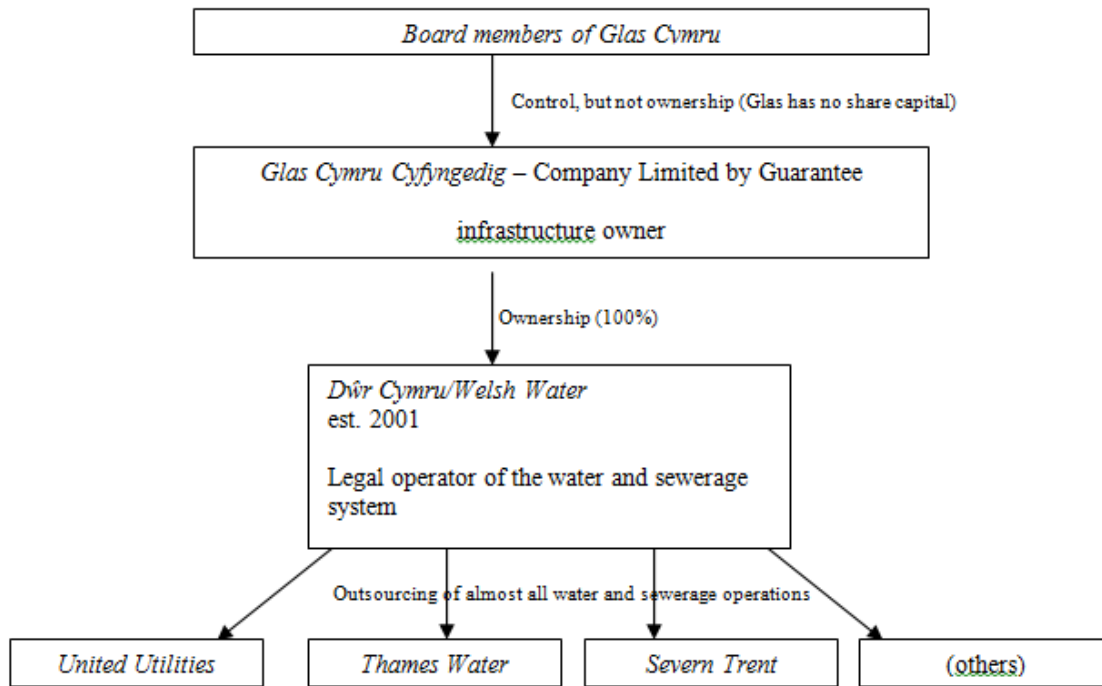 Board members of Glas Cymru
Control, but not ownership (Glas has no share capital)
Glas Cymru Cyfyngedig – Company Limited by Guarantee
infrastructure owner
Ownership (100%)
Dŵr Cymru/Welsh Water
est. 2001
Legal operator of the water and sewerage
system
Outsourcing of almost all water and sewerage operations
United Utilities
Thames Water
Severn Trent
(others)